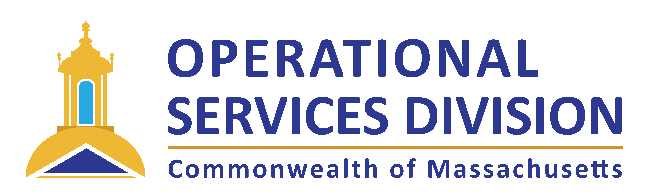 OPERATIONAL
SERVICES DIVISION
Commonwealth of Massachusetts